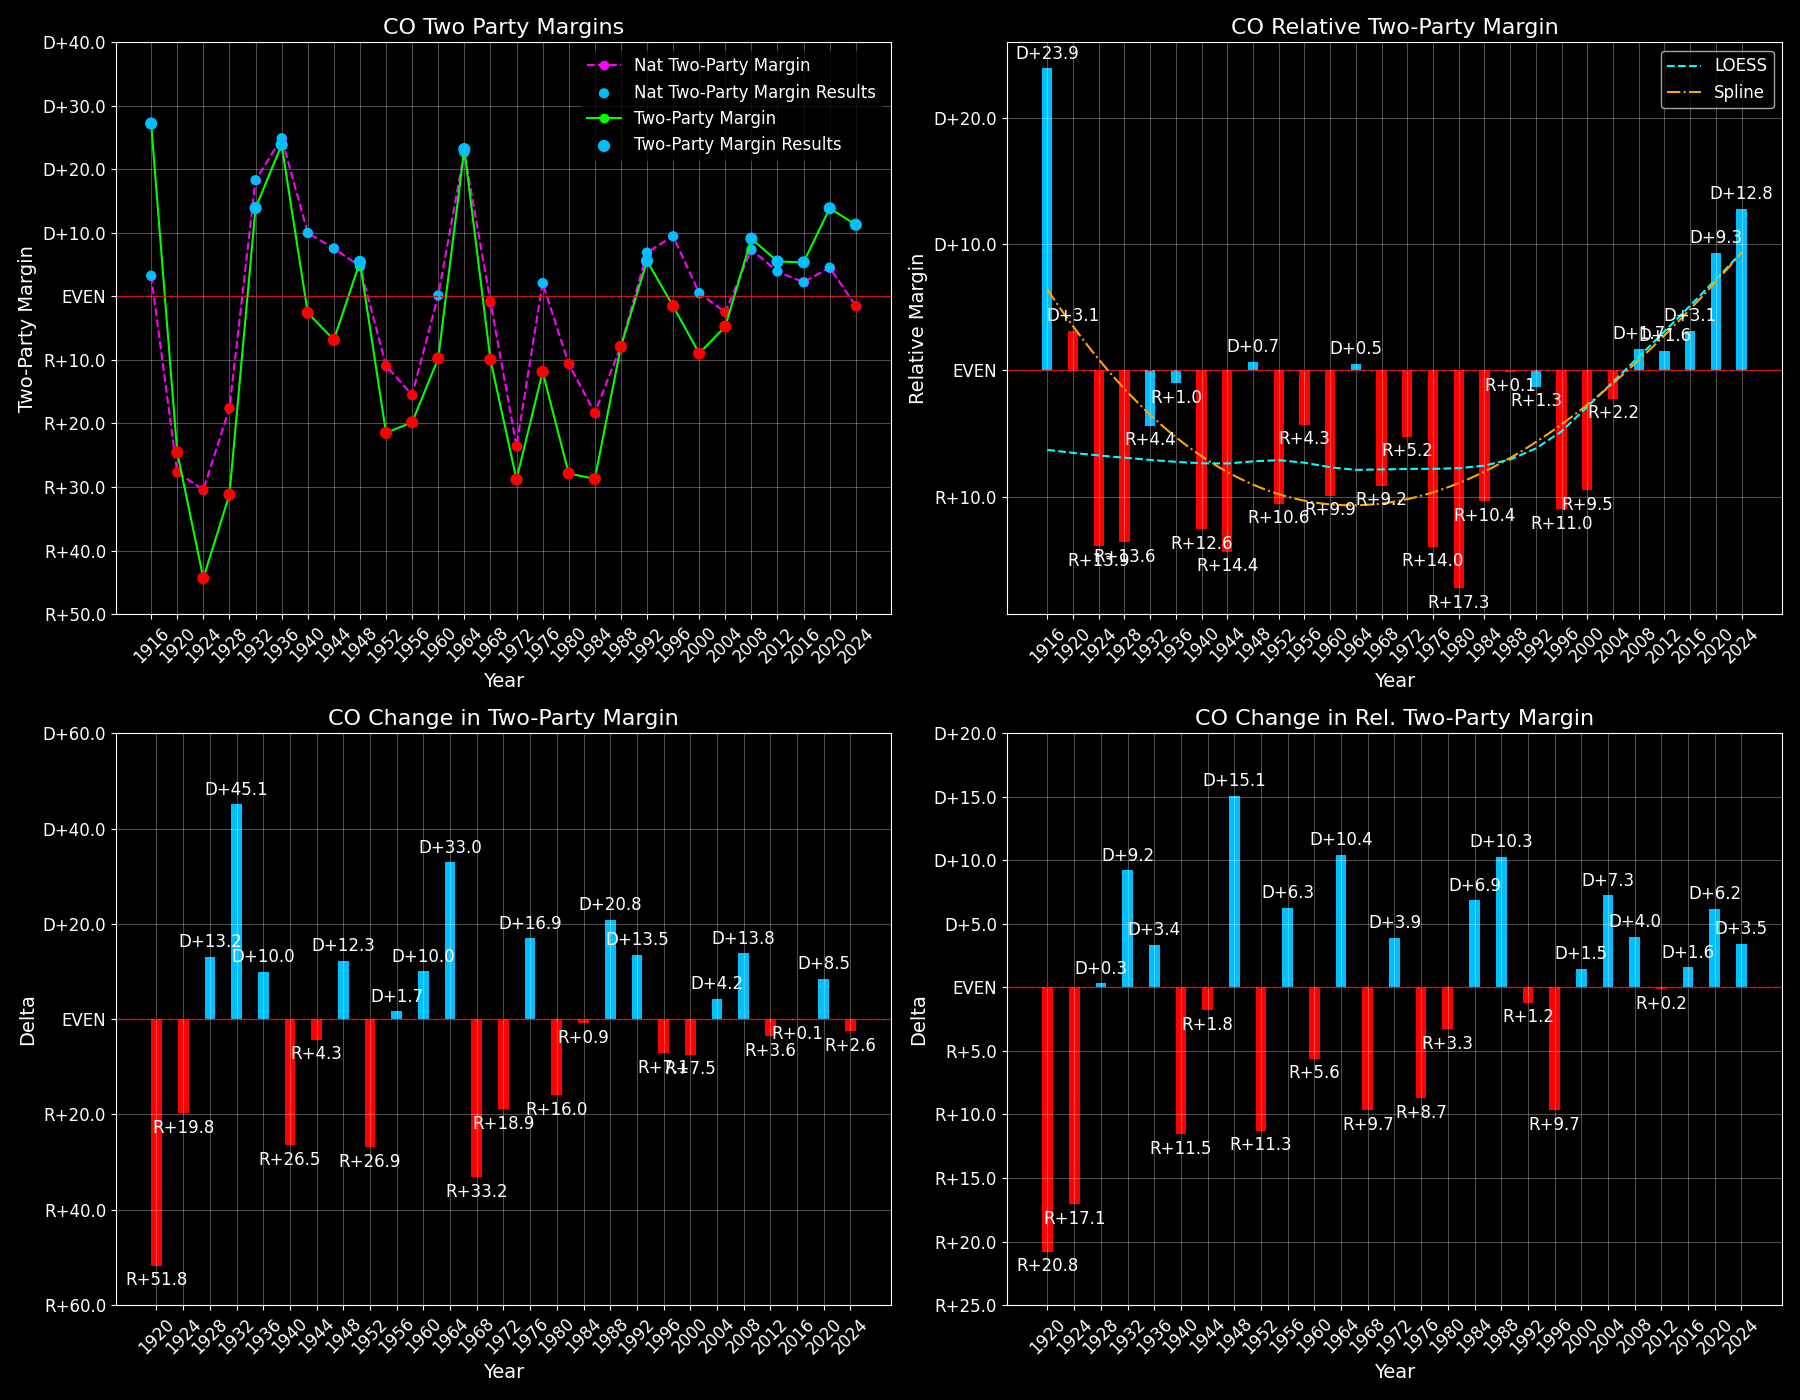 CO Two Party Margins
D+40.0
D+30.0
D+20.0
D+10.0
EVEN
R+10.0
R+20.0
R+30.0
R+40.0
R+50.0
Two-Party Margin
Nat Two-Party Margin
Nat Two-Party Margin Results
Two-Party Margin
Two-Party Margin Results
1916 1920 1924 1928 1932 1936 1940 1944 1948 1952 1956 1960 1964 1968 1972 1976 1980 1984 1988 1992 1996 2000 2004 2008 2012 2016 2020 2024
Year
CO Relative Two-Party Margin
D+20.0
D+10.0
EVEN
R+10.0
Relative Margin
LOESS
Spline
D+23.9
D+3.1
R+13.9
R+13.6
R+4.4
R+1.0
R+12.6
R+14.4
D+0.7
R+10.6
R+4.3
R+9.9
D+0.5
R+9.2
R+5.2
R+14.0
R+17.3
R+10.4
R+0.1
R+1.3
R+11.0
R+9.5
R+2.2
D+1.7
D+1.6
D+3.1
D+9.3
D+12.8
1916 1920 1924 1928 1932 1936 1940 1944 1948 1952 1956 1960 1964 1968 1972 1976 1980 1984 1988 1992 1996 2000 2004 2008 2012 2016 2020 2024
Year
CO Change in Two-Party Margin
D+60.0
D+40.0
D+20.0
EVEN
R+20.0
R+40.0
R+60.0
Delta
R+51.8
R+19.8
D+13.2
D+45.1
D+10.0
R+26.5
R+4.3
D+12.3
R+26.9
D+1.7
D+10.0
D+33.0
R+33.2
R+18.9
D+16.9
R+16.0
R+0.9
D+20.8
D+13.5
R+7.1
R+7.5
D+4.2
D+13.8
R+3.6
R+0.1
D+8.5
R+2.6
1920 1924 1928 1932 1936 1940 1944 1948 1952 1956 1960 1964 1968 1972 1976 1980 1984 1988 1992 1996 2000 2004 2008 2012 2016 2020 2024
Year
CO Change in Rel. Two-Party Margin
D+20.0
D+15.0
D+10.0
D+5.0
EVEN
R+5.0
R+10.0
R+15.0
R+20.0
R+25.0
Delta
R+20.8
R+17.1
D+0.3
D+9.2
D+3.4
R+11.5
R+1.8
D+15.1
R+11.3
D+6.3
R+5.6
D+10.4
R+9.7
D+3.9
R+8.7
R+3.3
D+6.9
D+10.3
R+1.2
R+9.7
D+1.5
D+7.3
D+4.0
R+0.2
D+1.6
D+6.2
D+3.5
1920 1924 1928 1932 1936 1940 1944 1948 1952 1956 1960 1964 1968 1972 1976 1980 1984 1988 1992 1996 2000 2004 2008 2012 2016 2020 2024
Year